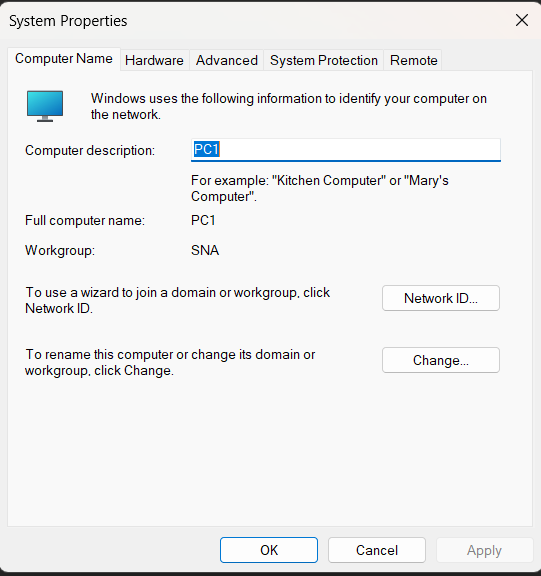 System Properties
Computer Name
Hardware
Advanced
System Protection
Remote
Windows uses the following information to identify your computer on
the network.
Computer description:
PC1
For example: "Kitchen Computer" or "Mary's
Computer".
Full computer name:
PC1
Workgroup:
SNA
To use a wizard to join a domain or workgroup, click
Network ID.
Network ID...
To rename this computer or change its domain or
workgroup, click Change.
Change...
OK
Cancel
Apply